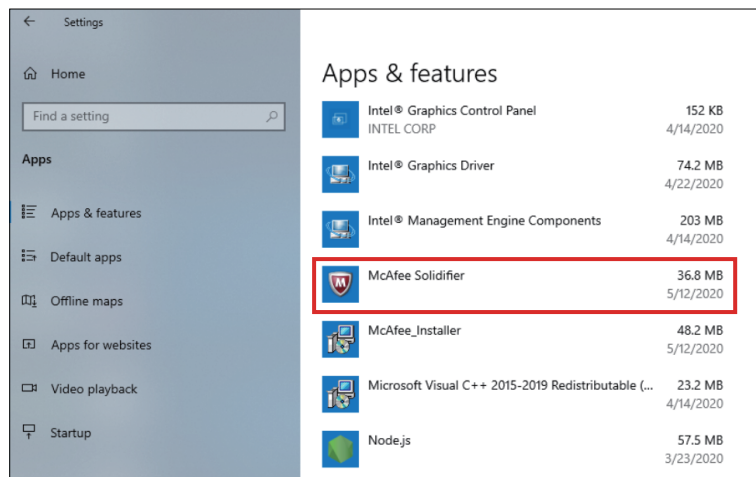 Settings
Home
Find a setting
Apps
Apps & features
Default apps
Offline maps
Apps for websites
Video playback
Startup
Apps & features
Intel® Graphics Control Panel 152 KB
INTEL CORP 4/14/2020
Intel® Graphics Driver 74.2 MB
4/22/2020
Intel® Management Engine Components 203 MB
4/14/2020
McAfee Solidifier 36.8 MB
5/12/2020
McAfee_Installer 48.2 MB
5/12/2020
Microsoft Visual C++ 2015-2019 Redistributable (... 23.2 MB
4/14/2020
Node.js 57.5 MB
3/23/2020